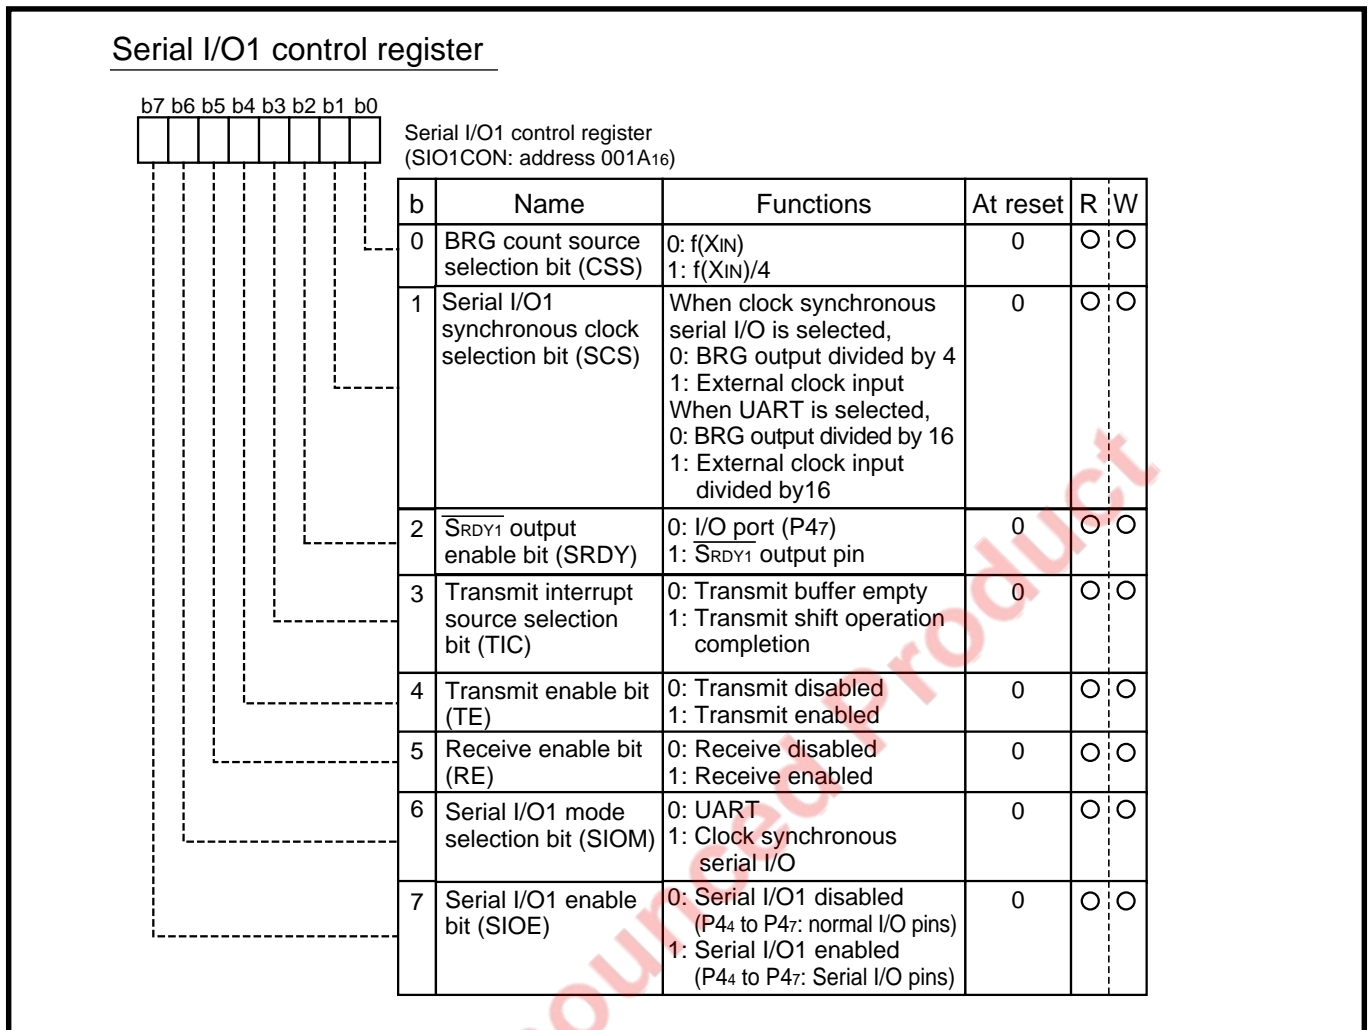 Serial I/O1 control register
b7 b6 b5 b4 b3 b2 b1 b0
Serial I/O1 control register
(SIO1CON: address 001A16)
b Name Functions At reset R W
0 BRG count source selection bit (CSS) 0: f(XIN) 0 O O
1: f(XIN)/4
1 Serial I/O1 synchronous clock selection bit (SCS) When clock synchronous 0 O O
serial I/O is selected,
0: BRG output divided by 4
1: External clock input
When UART is selected,
0: BRG output divided by 16
1: External clock input
divided by16
2 SRDY1 output enable bit (SRDY) 0: I/O port (P47) 0 O O
1: SRDY1 output pin
3 Transmit interrupt source selection bit (TIC) 0: Transmit buffer empty 0 O O
1: Transmit shift operation
completion
4 Transmit enable bit (TE) 0: Transmit disabled 0 O O
1: Transmit enabled
5 Receive enable bit (RE) 0: Receive disabled 0 O O
1: Receive enabled
6 Serial I/O1 mode selection bit (SIOM) 0: UART 0 O O
1: Clock synchronous
serial I/O
7 Serial I/O1 enable bit (SIOE) 0: Serial I/O1 disabled 0 O O
(P44 to P47: normal I/O pins)
1: Serial I/O1 enabled
(P44 to P47: Serial I/O pins)
ounced Product